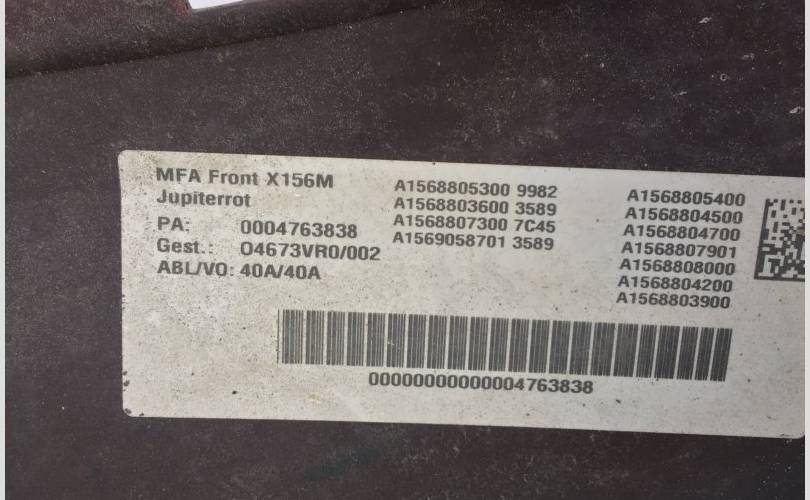 MFA Front X156M
Jupiterrot
PA: 0004763838
Gest.: O4673VR0/002
ABL/VO: 40A/40A
A1568805300 9982
A1568803600 3589
A1568807300 7C45
A1569058701 3589
A1568805400
A1568804500
A1568804700
A1568807901
A1568808000
A1568804200
A1568803900
00000000000004763838